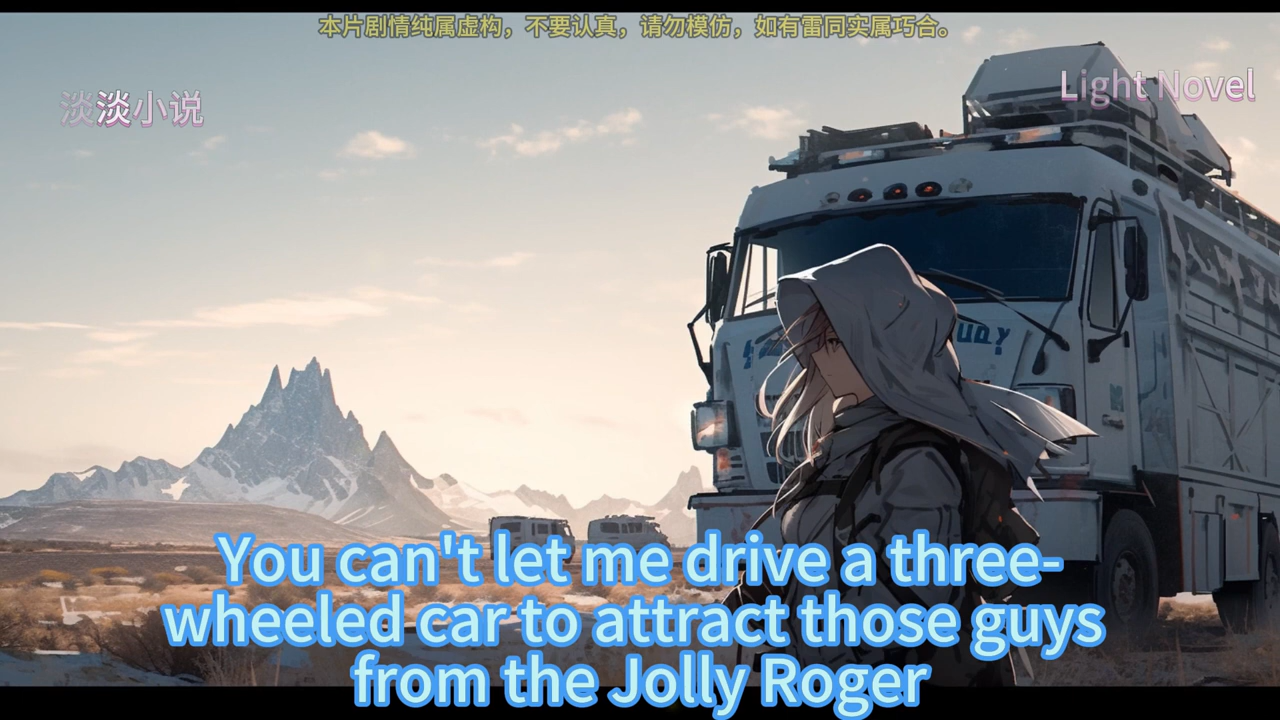 本片剧情纯属虚构，不要认真，请勿模仿，如有雷同实属巧合。
淡淡小说
Light Novel
You can't let me drive a three-
wheeled car to attract those guys
from the Jolly Roger